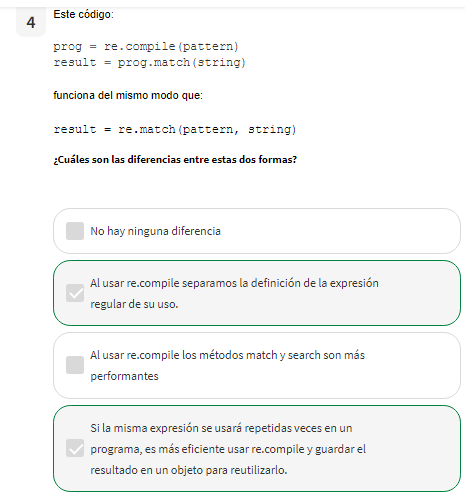 4
Este código:
prog = re.compile(pattern)
result = prog.match(string)
funciona del mismo modo que:
result = re.match(pattern, string)
¿Cuáles son las diferencias entre estas dos formas?
No hay ninguna diferencia
Al usar re.compile separamos la definición de la expresión
regular de su uso.
Al usar re.compile los métodos match y search son más
performantes
Si la misma expresión se usará repetidas veces en un
programa, es más eficiente usar re.compile y guardar el
resultado en un objeto para reutilizarlo.